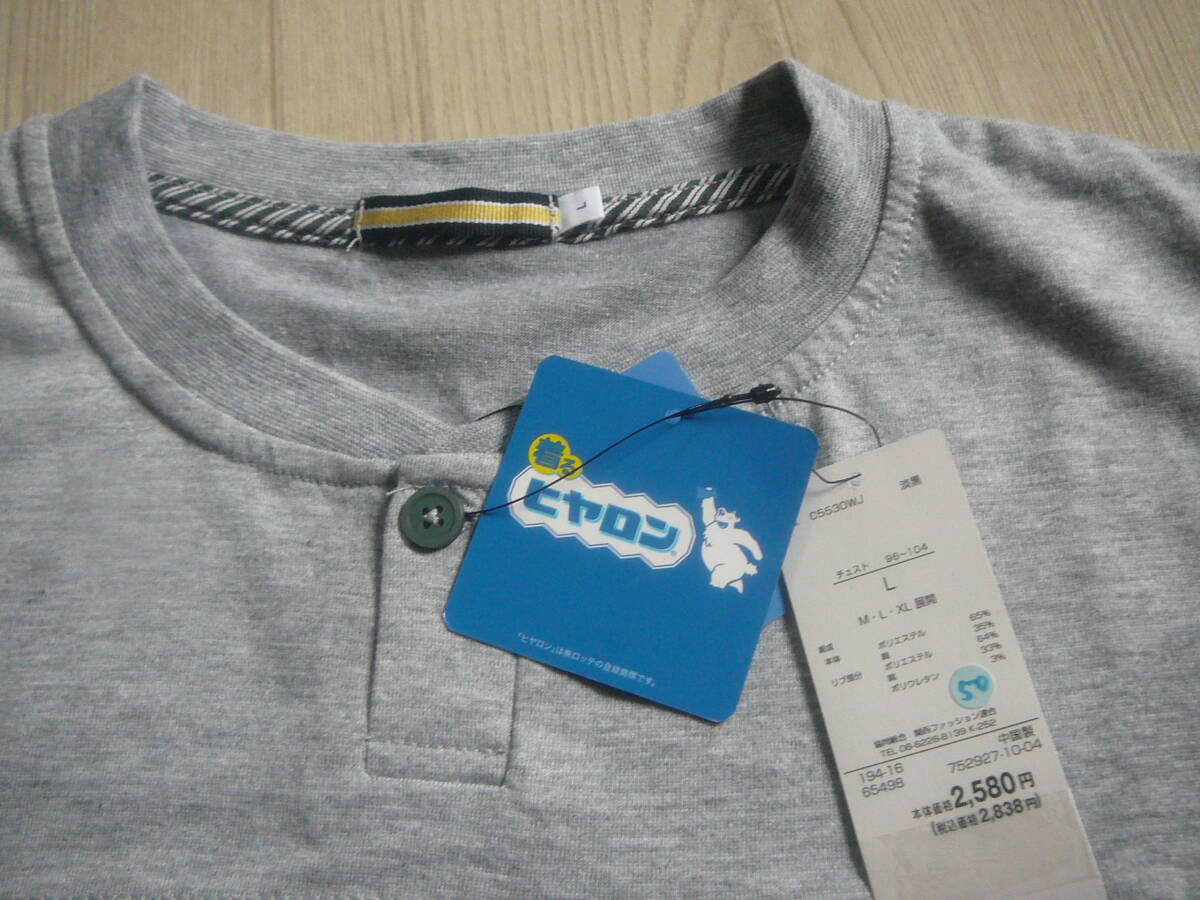 L
着る
ヒヤロン®
「ヒヤロン」は㈱ロッテの登録商標です。
C5530WJ 淡黒
チェスト 96~104
L
M・L・XL 展開
組成 ポリエステル 65%
本体 綿 35%
ポリエステル 64%
リブ部分 綿 33%
ポリウレタン 3%
協同組合 関西ファッション連合
TEL 06-6228-8139 K-252
中国製
194-16 752927-10-04
65498
本体価格2,580円
(税込価格2,838円)